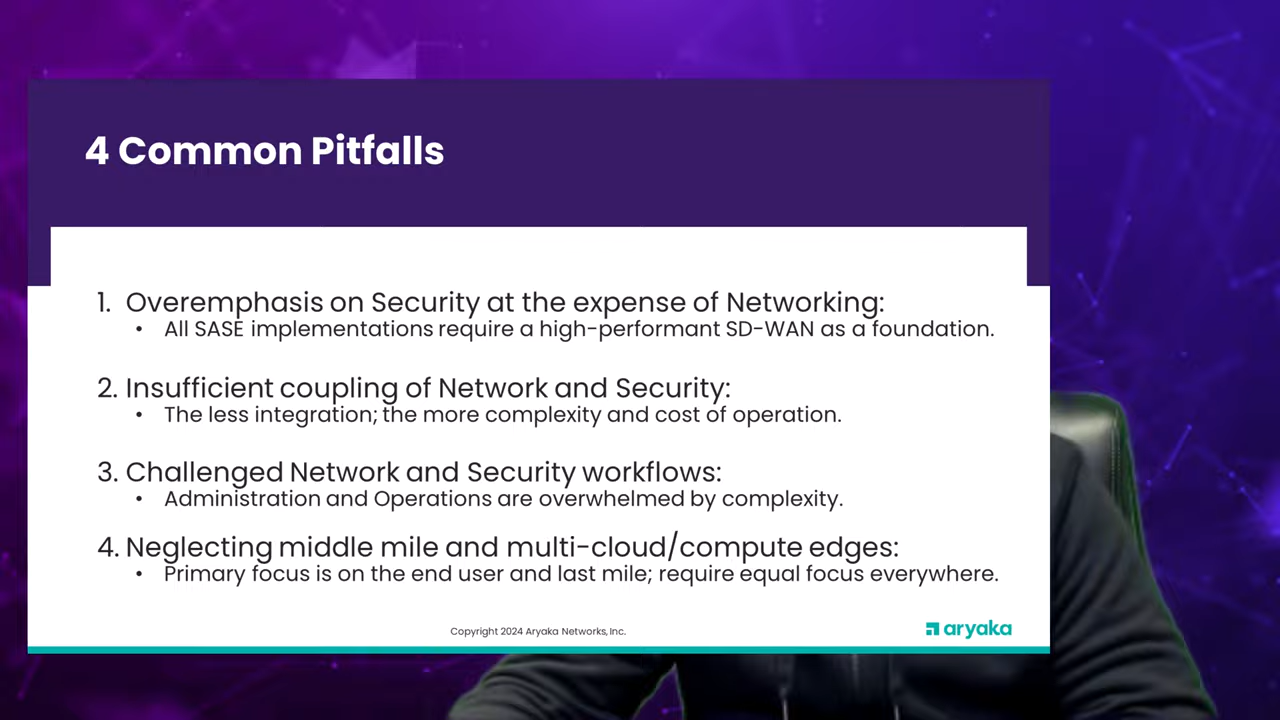 4 Common Pitfalls
1. Overemphasis on Security at the expense of Networking:
• All SASE implementations require a high-performant SD-WAN as a foundation.
2. Insufficient coupling of Network and Security:
• The less integration; the more complexity and cost of operation.
3. Challenged Network and Security workflows:
• Administration and Operations are overwhelmed by complexity.
4. Neglecting middle mile and multi-cloud/compute edges:
• Primary focus is on the end user and last mile; require equal focus everywhere.
Copyright 2024 Aryaka Networks, Inc.
aryaka